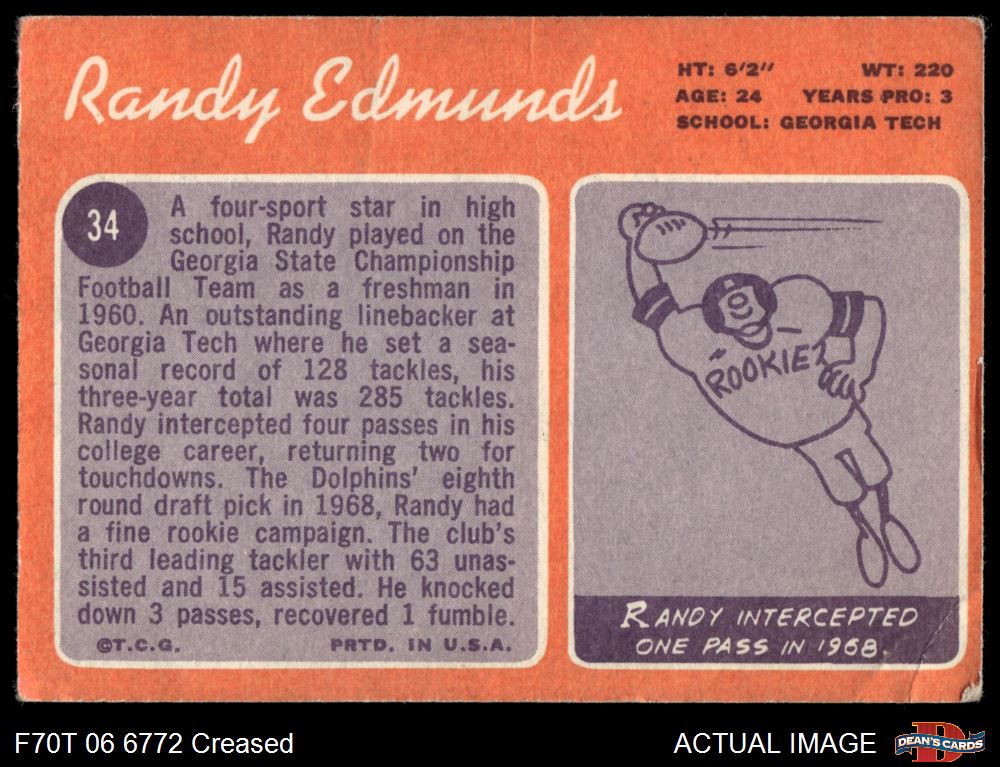 Randy Edmunds
HT: 6'2" WT: 220
AGE: 24 YEARS PRO: 3
SCHOOL: GEORGIA TECH
34
A four-sport star in high
school, Randy played on the
Georgia State Championship
Football Team as a freshman in
1960. An outstanding linebacker at
Georgia Tech where he set a sea-
sonal record of 128 tackles, his
three-year total was 285 tackles.
Randy intercepted four passes in his
college career, returning two for
touchdowns. The Dolphins' eighth
round draft pick in 1968, Randy had
a fine rookie campaign. The club's
third leading tackler with 63 unas-
sisted and 15 assisted. He knocked
down 3 passes, recovered 1 fumble.
©T.C.G. PRTD. IN U.S.A.
"ROOKIE"
RANDY INTERCEPTED
ONE PASS IN 1968.
F70T 06 6772 Creased
ACTUAL IMAGE
D
DEAN'S CARDS